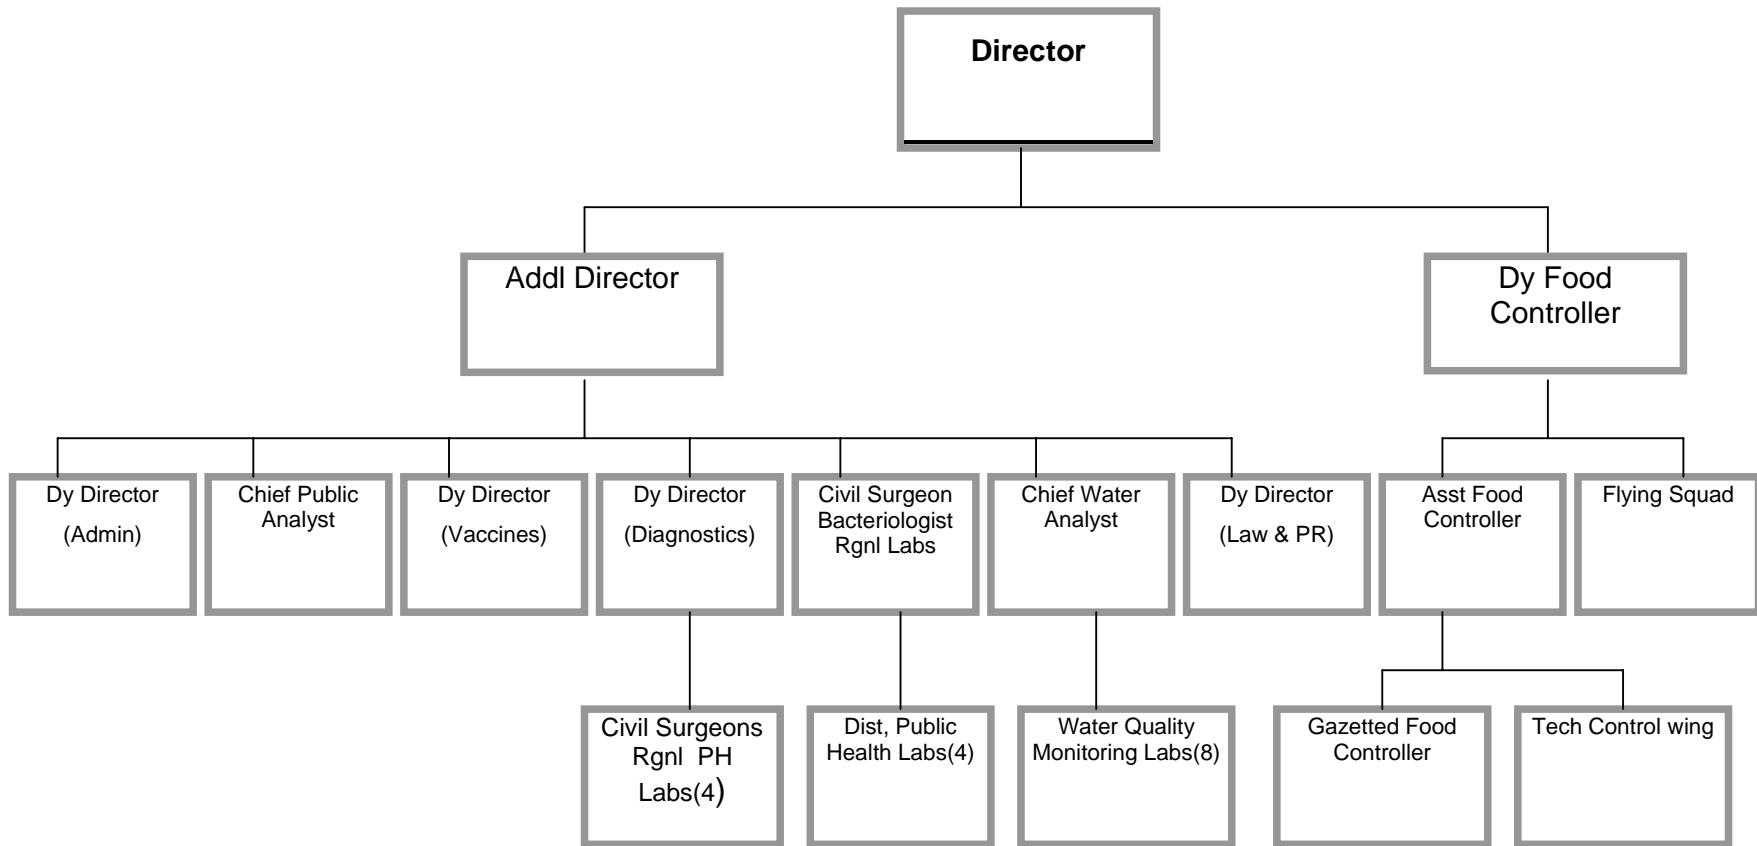 Director
Addl Director
Dy Food
Controller
Dy Director
(Admin)
Chief Public
Analyst
Dy Director
(Vaccines)
Dy Director
(Diagnostics)
Civil Surgeon
Bacteriologist
Rgnl Labs
Chief Water
Analyst
Dy Director
(Law & PR)
Asst Food
Controller
Flying Squad
Civil Surgeons
Rgnl PH
Labs(4)
Dist, Public
Health Labs(4)
Water Quality
Monitoring Labs(8)
Gazetted Food
Controller
Tech Control wing